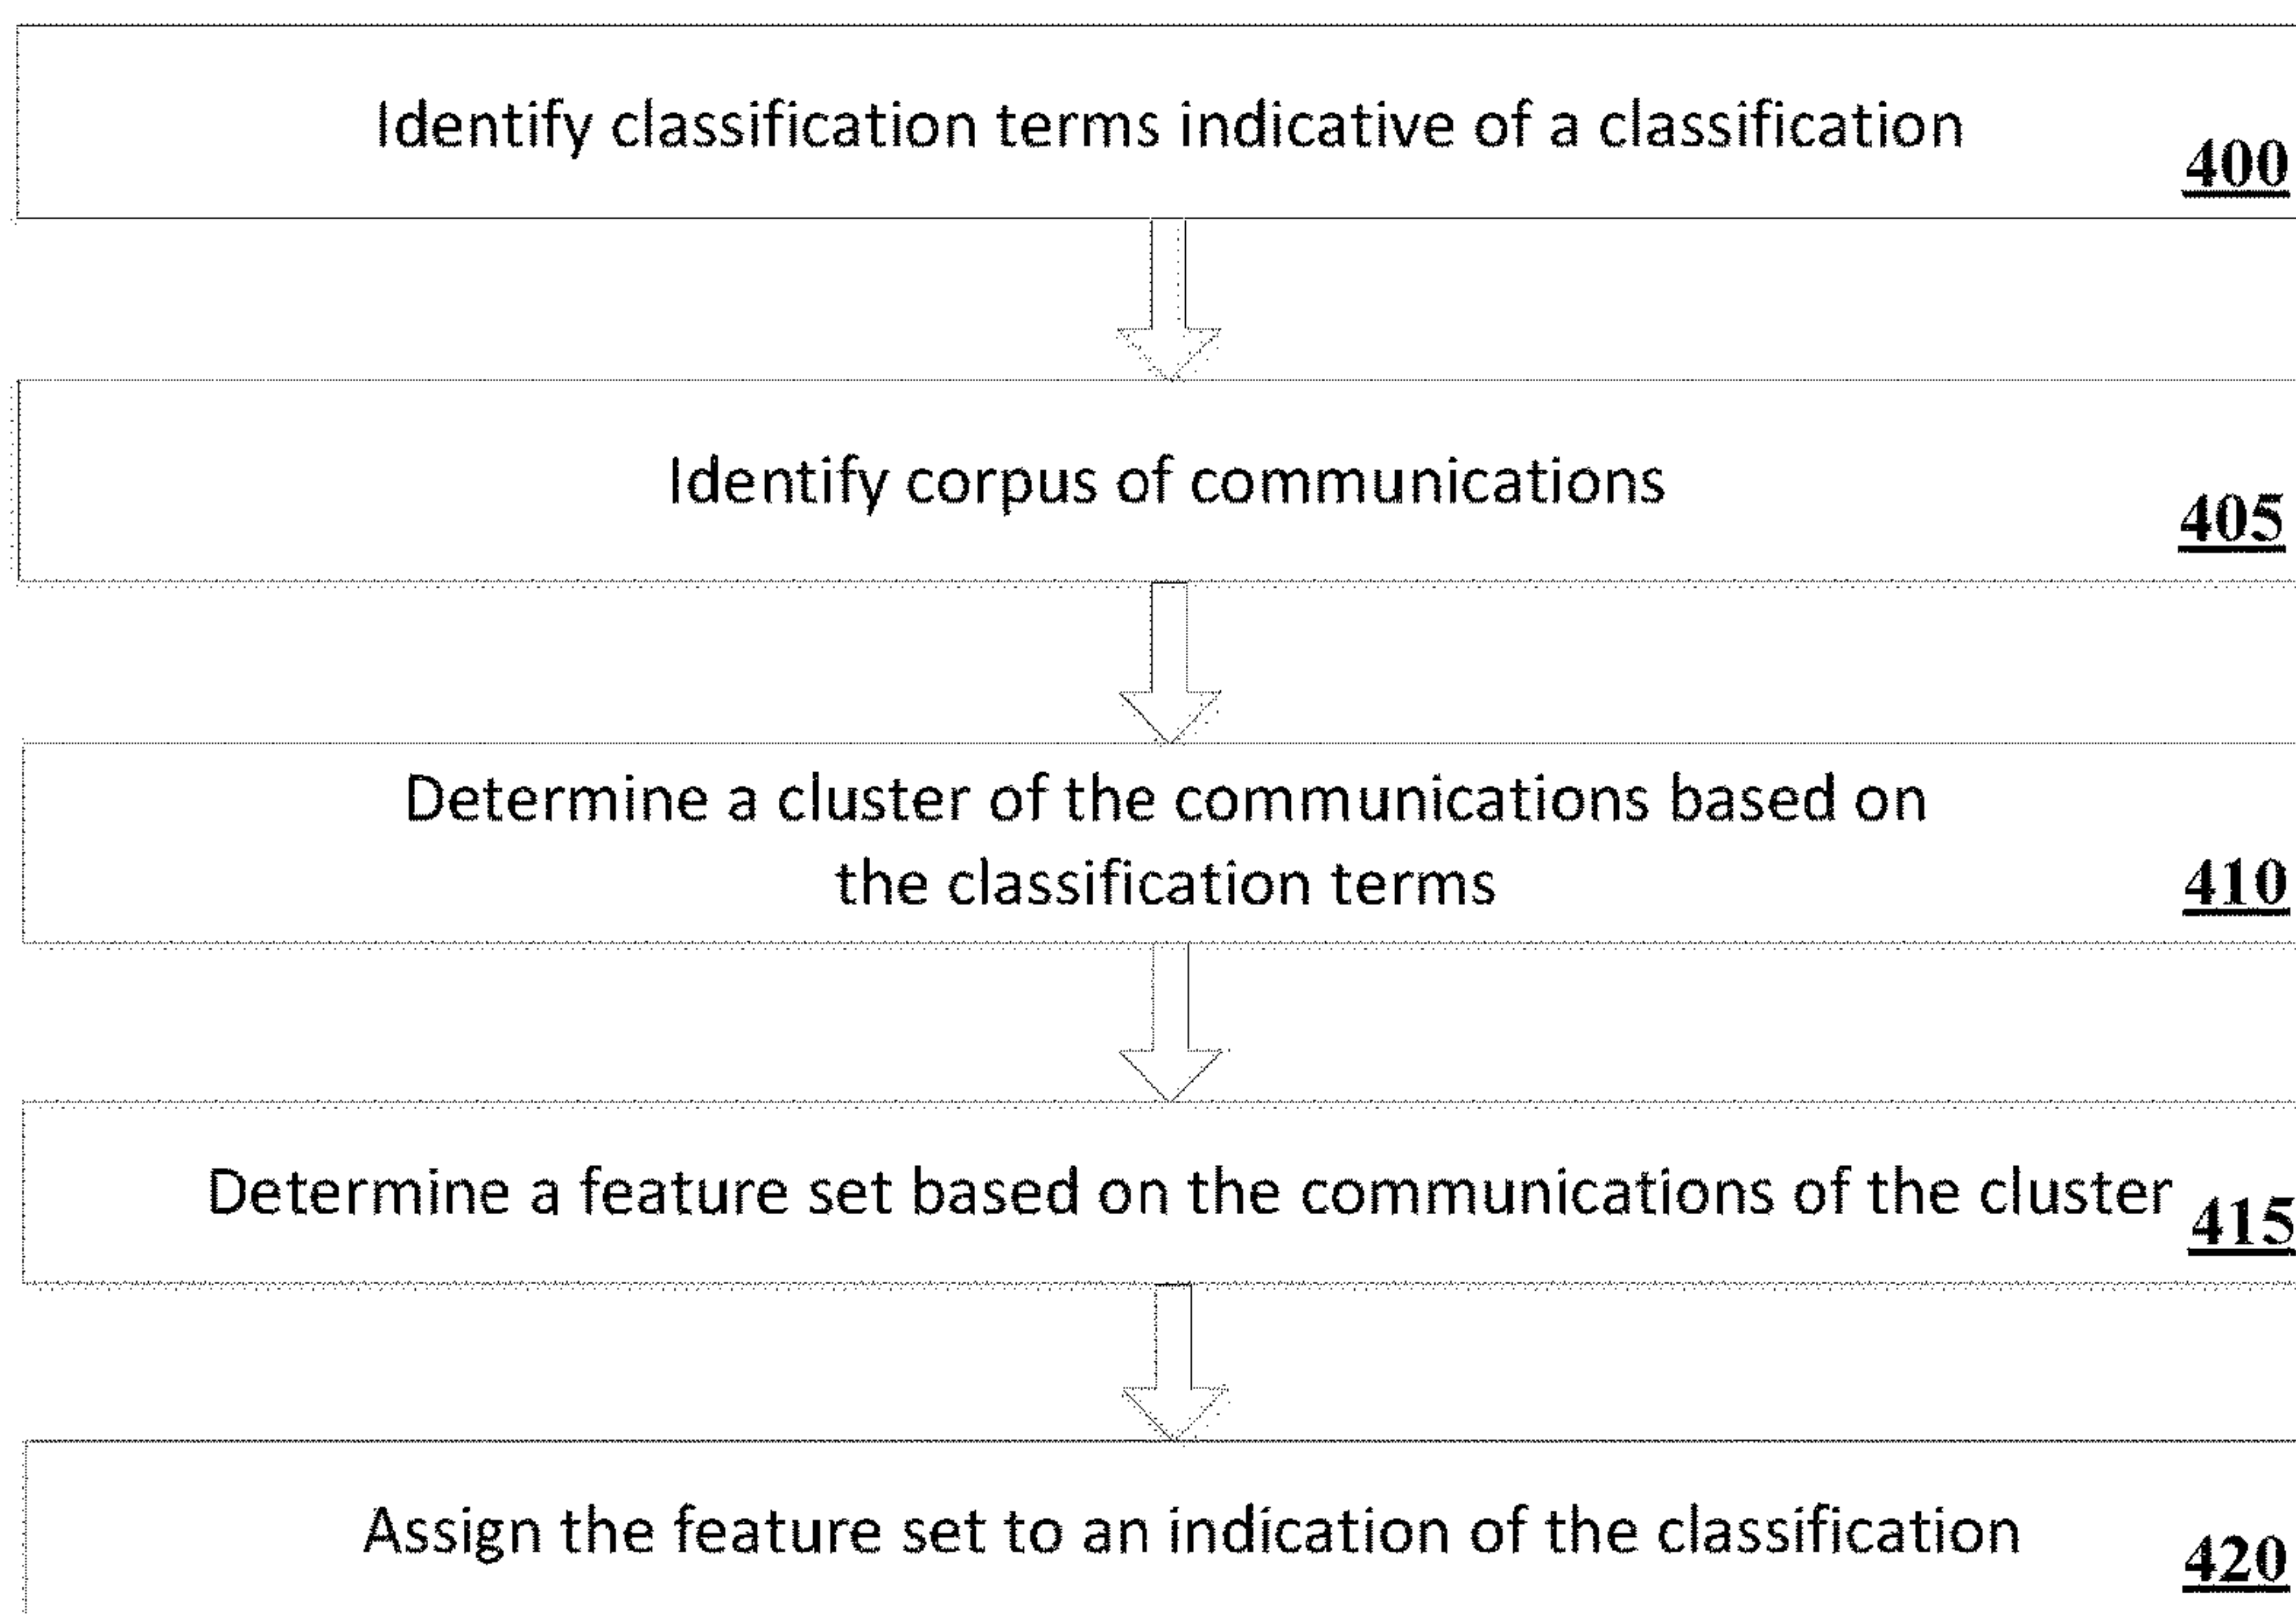 Identify classification terms indicative of a classification
400
Identify corpus of communications
405
Determine a cluster of the communications based on
the classification terms
410
Determine a feature set based on the communications of the cluster
415
Assign the feature set to an indication of the classification
420